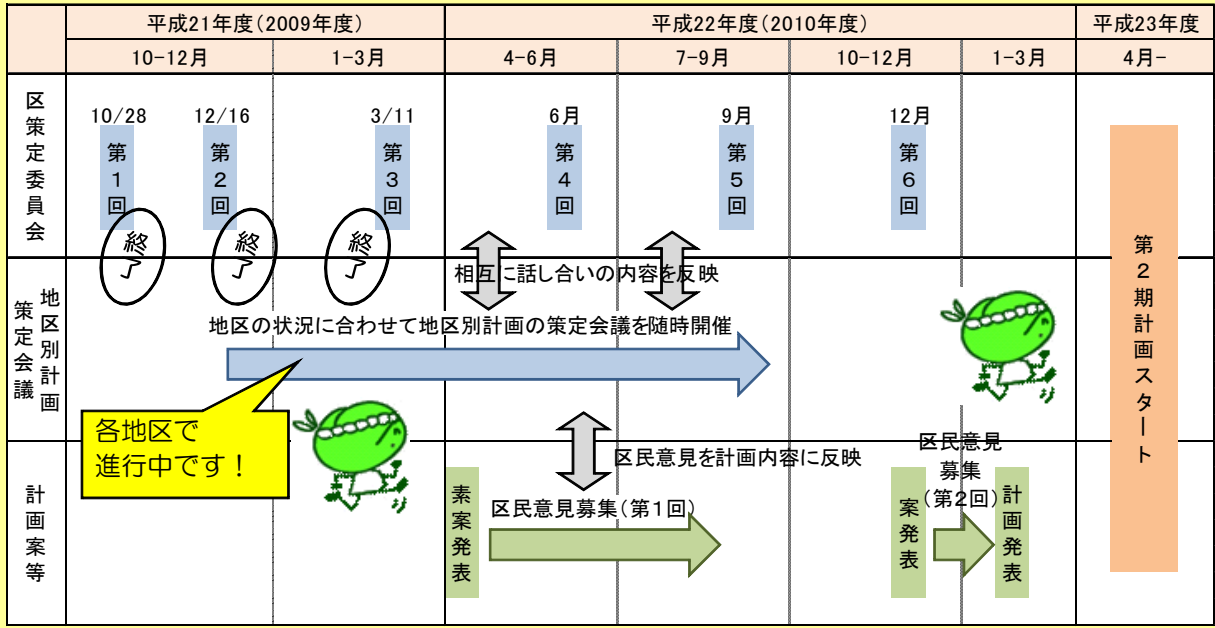 平成21年度(2009年度)
平成22年度(2010年度)
平成23年度
10-12月
1-3月
4-6月
7-9月
10-12月
1-3月
4月-
区策定委員会
10/28
12/16
3/11
6月
9月
12月
第1回
第2回
第3回
第4回
第5回
第6回
終了
終了
終了
地区別計画
策定会議
相互に話し合いの内容を反映
地区の状況に合わせて地区別計画の策定会議を随時開催
各地区で
進行中です！
計画案等
区民意見を計画内容に反映
素案発表
区民意見募集(第1回)
案発表
区民意見
募集
(第2回)
計画発表
第2期計画スタート